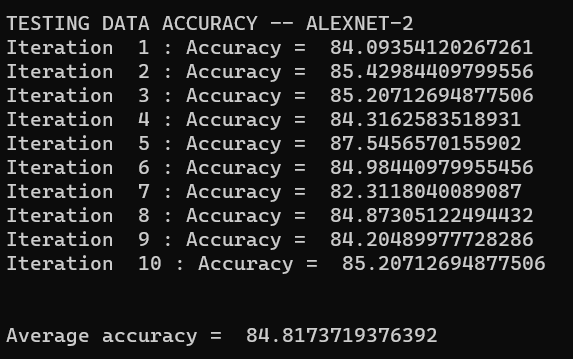 TESTING DATA ACCURACY -- ALEXNET-2
Iteration  1 : Accuracy =  84.09354120267261
Iteration  2 : Accuracy =  85.42984409799556
Iteration  3 : Accuracy =  85.20712694877506
Iteration  4 : Accuracy =  84.3162583518931
Iteration  5 : Accuracy =  87.5456570155902
Iteration  6 : Accuracy =  84.98440979955456
Iteration  7 : Accuracy =  82.3118040089087
Iteration  8 : Accuracy =  84.87305122494432
Iteration  9 : Accuracy =  84.20489977728286
Iteration  10 : Accuracy =  85.20712694877506
Average accuracy =  84.8173719376392